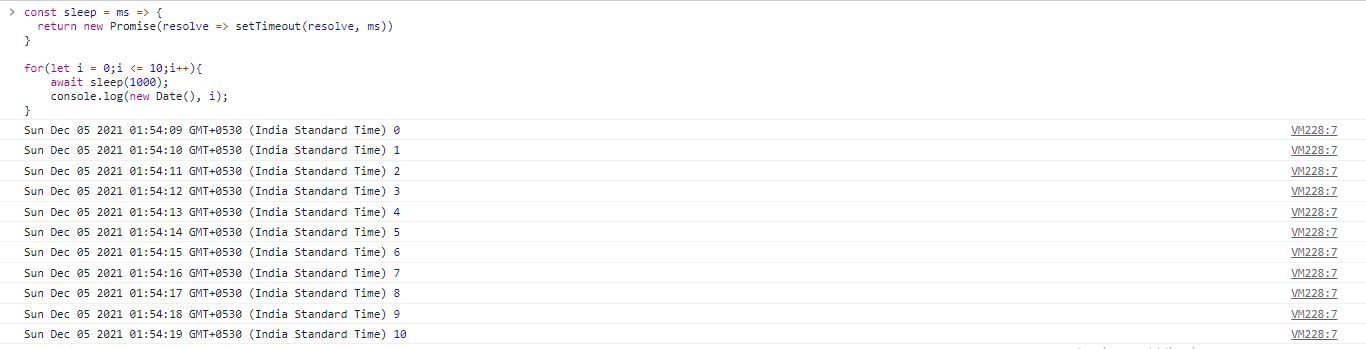 > const sleep = ms => {
return new Promise(resolve => setTimeout(resolve, ms))
}
for(let i = 0;i <= 10;i++){
await sleep(1000);
console.log(new Date(), i);
}
Sun Dec 05 2021 01:54:09 GMT+0530 (India Standard Time) 0 VM228:7
Sun Dec 05 2021 01:54:10 GMT+0530 (India Standard Time) 1 VM228:7
Sun Dec 05 2021 01:54:11 GMT+0530 (India Standard Time) 2 VM228:7
Sun Dec 05 2021 01:54:12 GMT+0530 (India Standard Time) 3 VM228:7
Sun Dec 05 2021 01:54:13 GMT+0530 (India Standard Time) 4 VM228:7
Sun Dec 05 2021 01:54:14 GMT+0530 (India Standard Time) 5 VM228:7
Sun Dec 05 2021 01:54:15 GMT+0530 (India Standard Time) 6 VM228:7
Sun Dec 05 2021 01:54:16 GMT+0530 (India Standard Time) 7 VM228:7
Sun Dec 05 2021 01:54:17 GMT+0530 (India Standard Time) 8 VM228:7
Sun Dec 05 2021 01:54:18 GMT+0530 (India Standard Time) 9 VM228:7
Sun Dec 05 2021 01:54:19 GMT+0530 (India Standard Time) 10 VM228:7